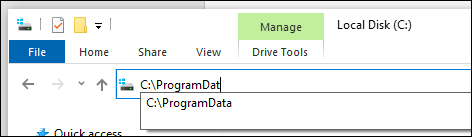 Manage
Local Disk (C:)
File
Home
Share
View
Drive Tools
C:\ProgramDat
C:\ProgramData
Quick access